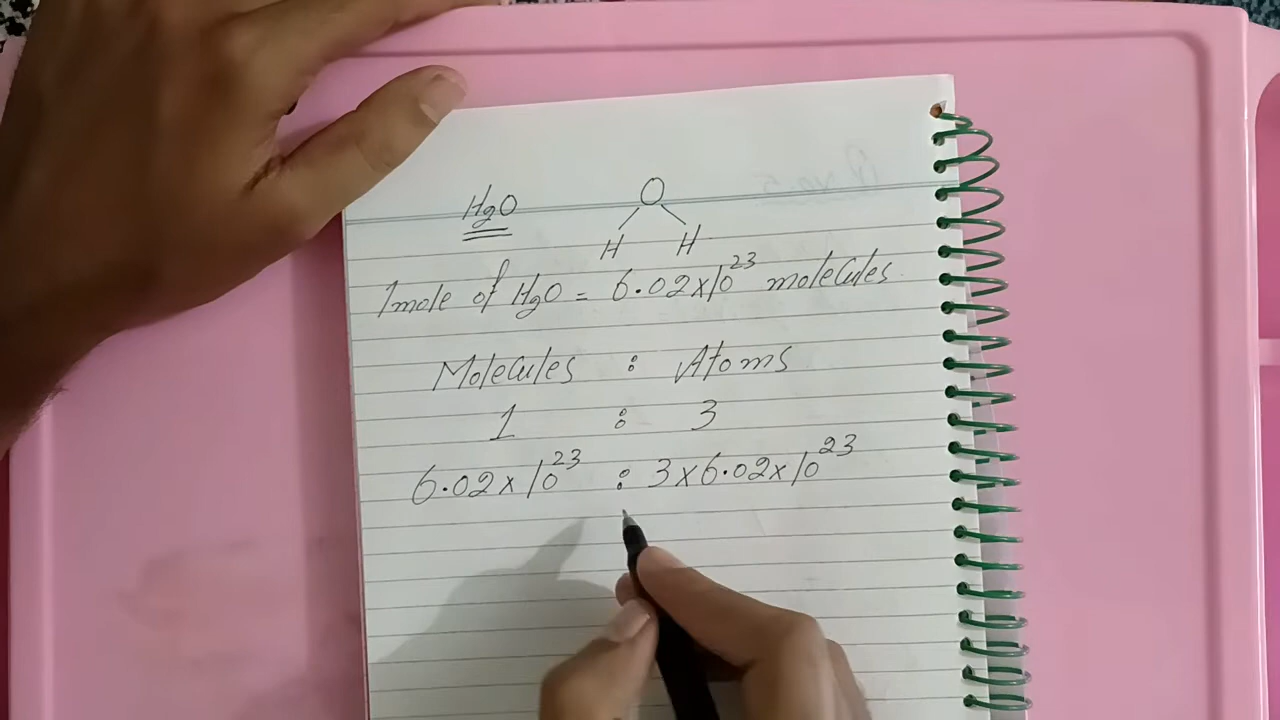 H2O
O
H H
1mole of H2O = 6.02x10^23 molecules.
Molecules : Atoms
1 : 3
6.02x10^23 : 3x6.02x10^23